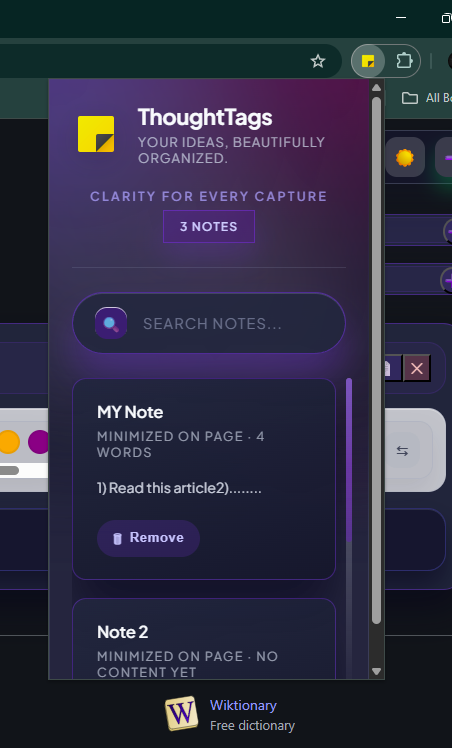 All Bo
ThoughtTags
YOUR IDEAS, BEAUTIFULLY
ORGANIZED.
CLARITY FOR EVERY CAPTURE
3 NOTES
SEARCH NOTES...
MY Note
MINIMIZED ON PAGE · 4
WORDS
1) Read this article2)........
Remove
Note 2
MINIMIZED ON PAGE · NO
CONTENT YET
W
Wiktionary
Free dictionary